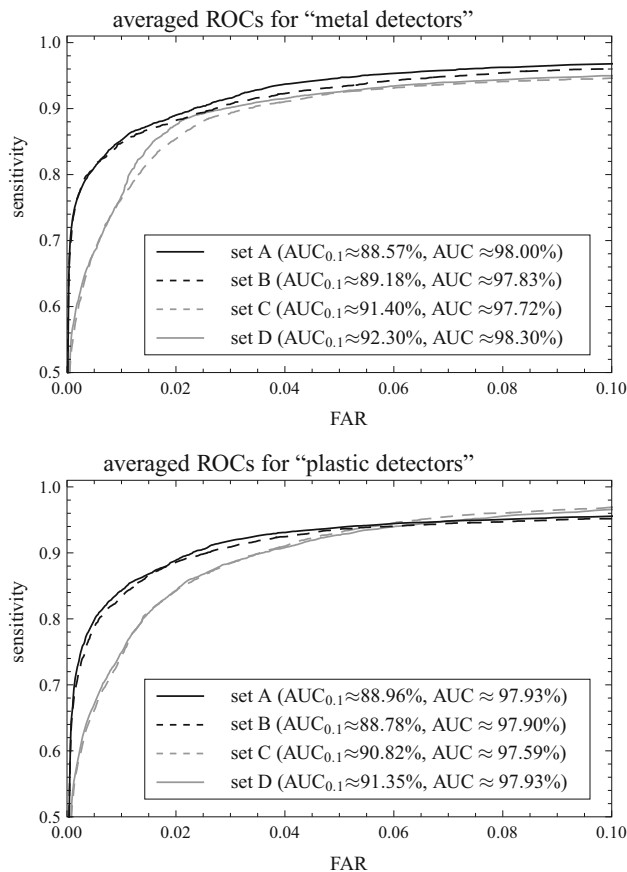 averaged ROCs for “metal detectors”
1.0
0.9
0.8
0.7
0.6
0.5
sensitivity
set A (AUC0.1≈88.57%, AUC ≈98.00%)
set B (AUC0.1≈89.18%, AUC ≈97.83%)
set C (AUC0.1≈91.40%, AUC ≈97.72%)
set D (AUC0.1≈92.30%, AUC ≈98.30%)
0.00 0.02 0.04 0.06 0.08 0.10
FAR
averaged ROCs for “plastic detectors”
1.0
0.9
0.8
0.7
0.6
0.5
sensitivity
set A (AUC0.1≈88.96%, AUC ≈ 97.93%)
set B (AUC0.1≈88.78%, AUC ≈ 97.90%)
set C (AUC0.1≈90.82%, AUC ≈ 97.59%)
set D (AUC0.1≈91.35%, AUC ≈ 97.93%)
0.00 0.02 0.04 0.06 0.08 0.10
FAR